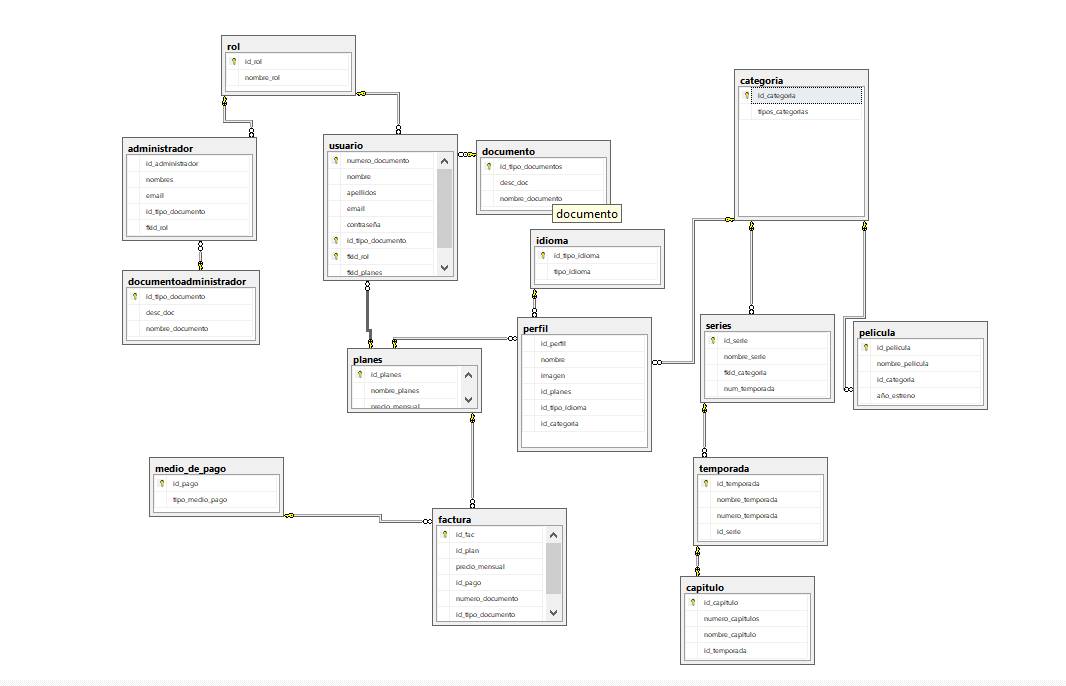 rol
id_rol
nombre_rol
administrador
id_administrador
nombres
email
id_tipo_documento
fkid_rol
documentoadministrador
id_tipo_documento
desc_doc
nombre_documento
usuario
numero_documento
nombre
apellidos
email
contraseña
id_tipo_documento
fkid_rol
fkid_planes
documento
id_tipo_documentos
desc_doc
nombre_documento
documento
idioma
id_tipo_idioma
tipo_idioma
planes
id_planes
nombre_planes
precio_mensual
perfil
id_perfil
nombre
imagen
id_planes
id_tipo_idioma
id_categoria
medio_de_pago
id_pago
tipo_medio_pago
factura
id_fac
id_plan
precio_mensual
id_pago
numero_documento
id_tipo_documento
categoria
id_categoria
tipos_categorias
series
id_serie
nombre_serie
fkid_categoria
num_temporada
pelicula
id_pelicula
nombre_pelicula
id_categoria
año_estreno
temporada
id_temporada
nombre_temporada
numero_temporada
id_serie
capitulo
id_capitulo
numero_capitulos
nombre_capitulo
id_temporada